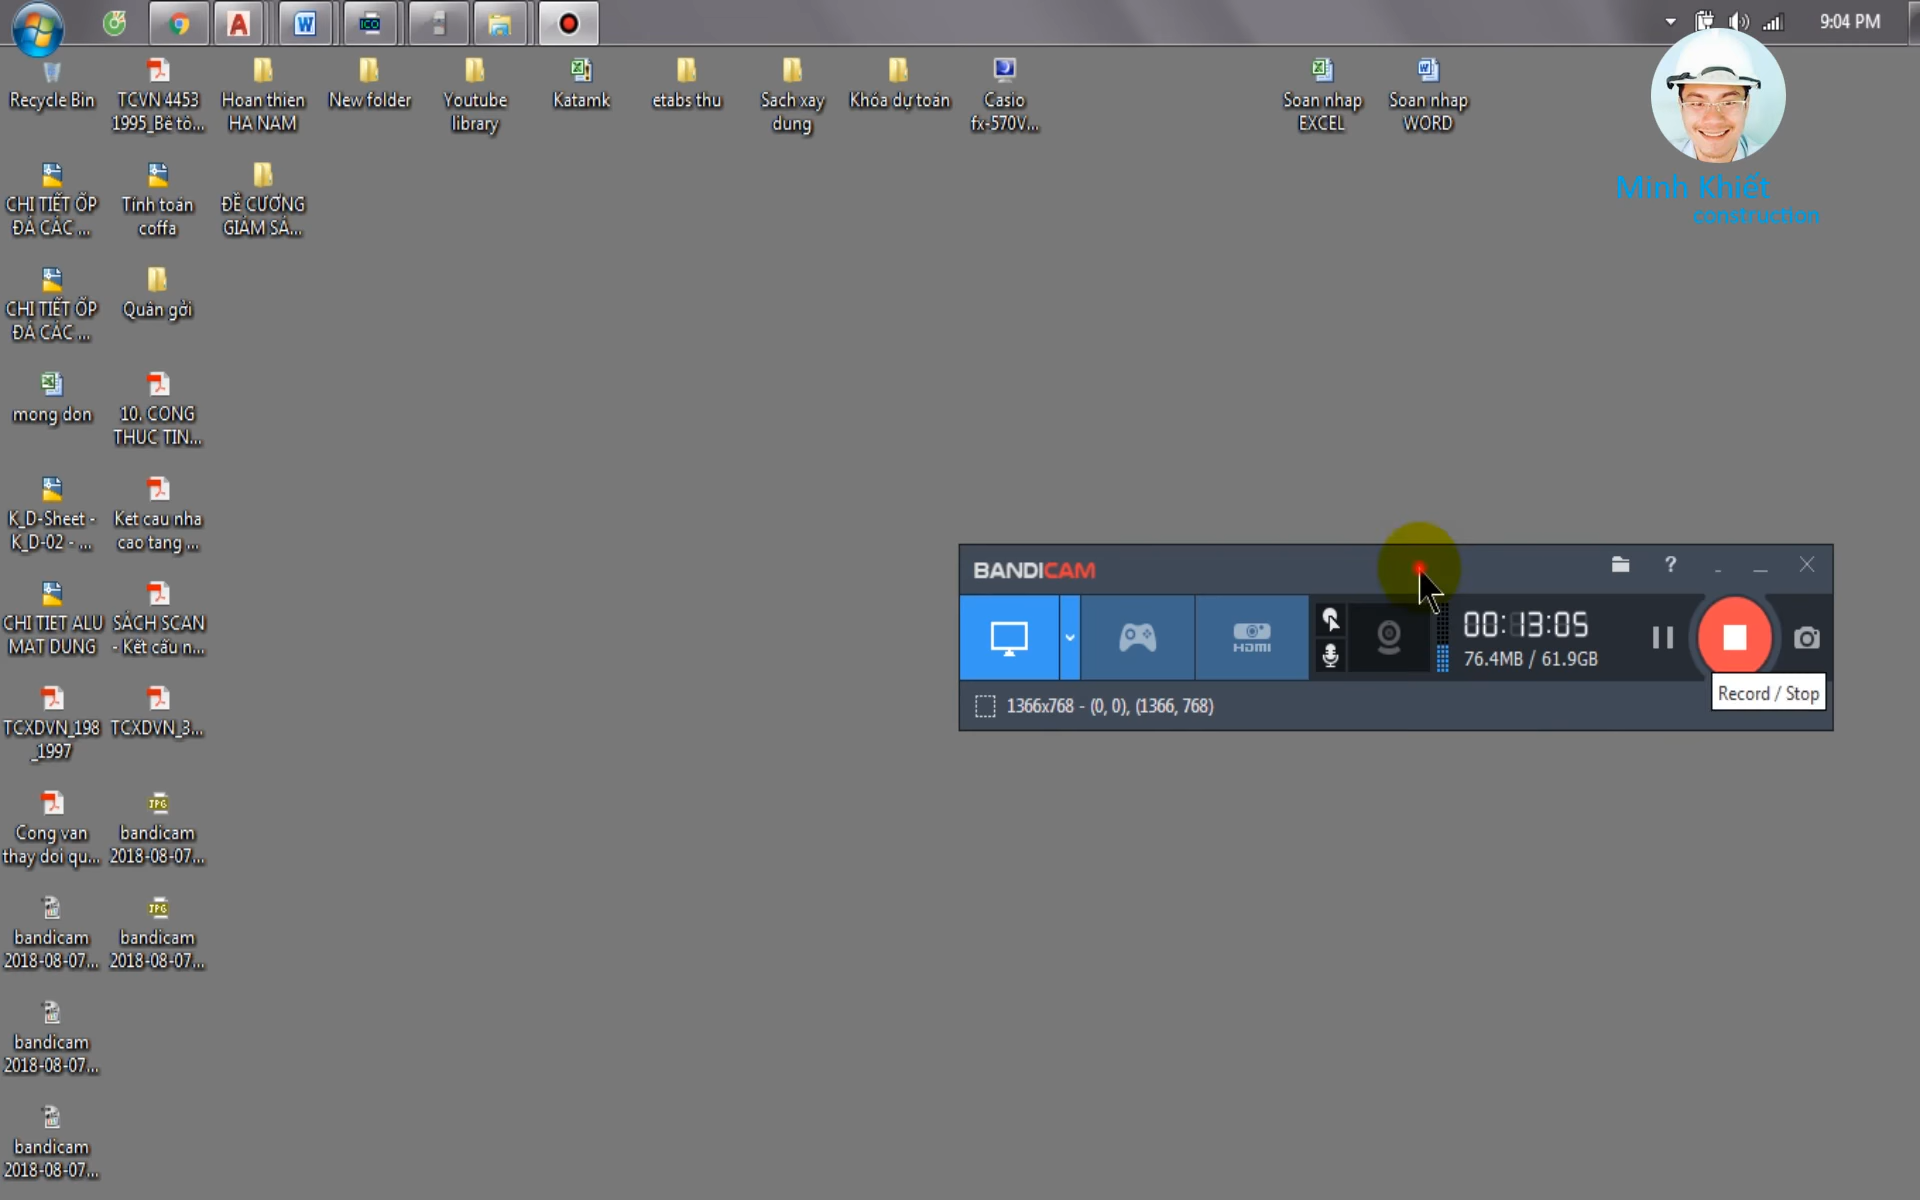 9:04 PM
Recycle Bin
TCVN 4453
1995_Bê tô...
Hoan thien
HA NAM
New folder
Youtube
library
Katamk
etabs thu
Sach xay
dung
Khóa dự toán
Casio
fx-570V...
Soan nhap
EXCEL
Soan nhap
WORD
Minh Khiết
construction
CHI TIẾT ỐP
ĐÁ CÁC ...
Tính toán
coffa
ĐỀ CƯƠNG
GIÁM SÁ...
CHI TIẾT ỐP
ĐÁ CÁC ...
Quân gởi
mong don
10. CONG
THUC TIN...
K_D-Sheet -
K_D-02 - ...
Ket cau nha
cao tang ...
CHI TIET ALU
MAT DUNG
SÁCH SCAN
- Kết cấu n...
TCXDVN_198
_1997
TCXDVN_3...
Cong van
thay doi qu...
bandicam
2018-08-07...
bandicam
2018-08-07...
bandicam
2018-08-07...
bandicam
2018-08-07...
bandicam
2018-08-07...
ICO
JPG
JPG
BANDICAM
?
HDMI
00:13:05
76.4MB / 61.9GB
Record / Stop
1366x768 - (0, 0), (1366, 768)